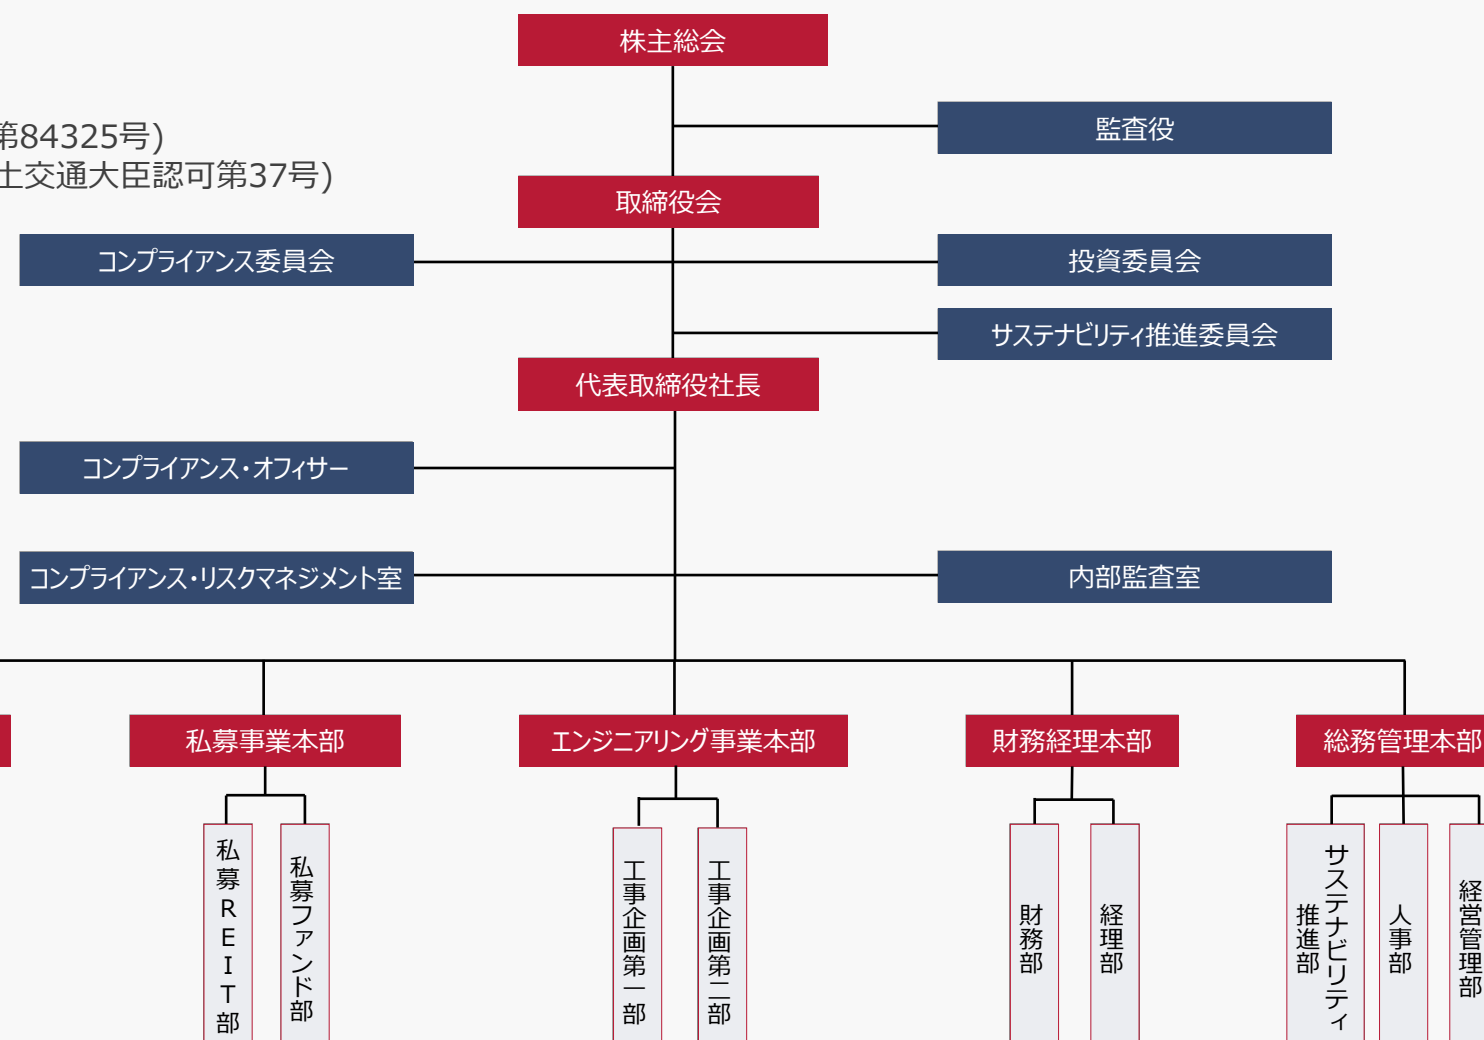 株主総会
第84325号)
監査役
土交通大臣認可第37号)
取締役会
コンプライアンス委員会
投資委員会
サステナビリティ推進委員会
代表取締役社長
コンプライアンス・オフィサー
コンプライアンス・リスクマネジメント室
内部監査室
私募事業本部
エンジニアリング事業本部
財務経理本部
総務管理本部
私募REIT部
私募ファンド部
工事企画第一部
工事企画第二部
財務部
経理部
サステナビリティ
推進部
人事部
経営管理部